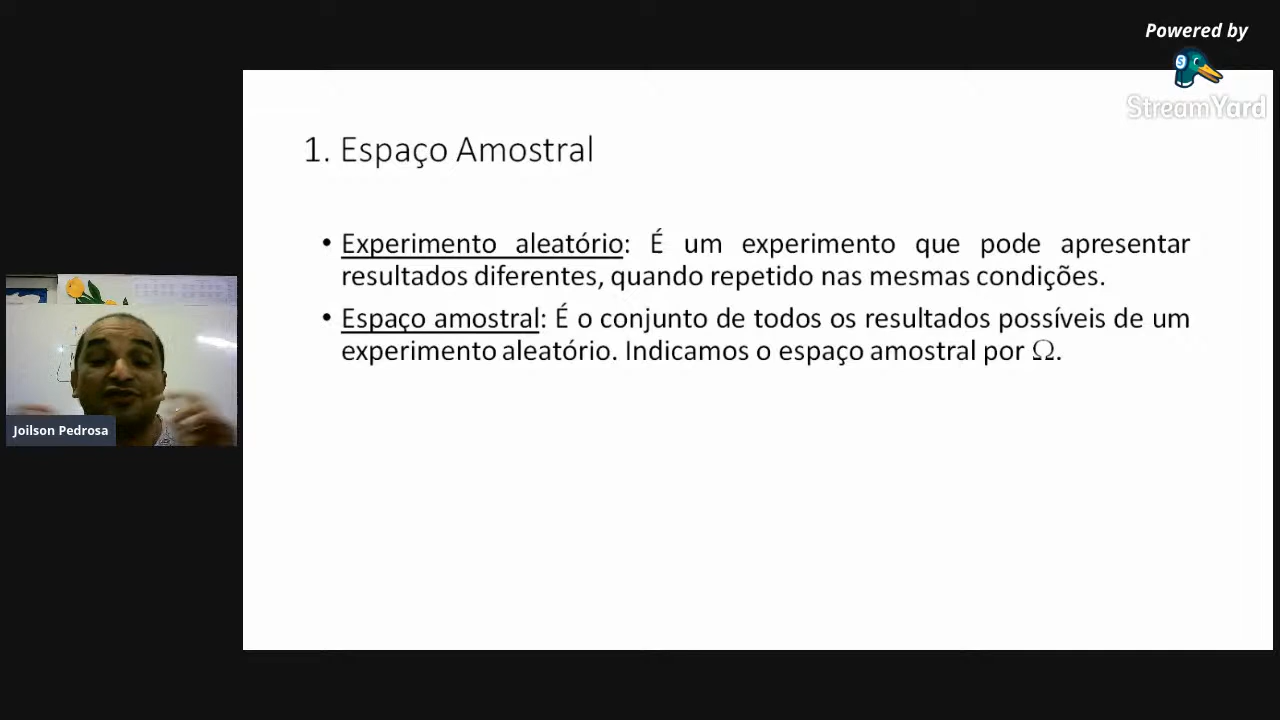 Powered by
StreamYard
1. Espaço Amostral
• Experimento aleatório: É um experimento que pode apresentar
resultados diferentes, quando repetido nas mesmas condições.
• Espaço amostral: É o conjunto de todos os resultados possíveis de um
experimento aleatório. Indicamos o espaço amostral por Ω.
Joilson Pedrosa